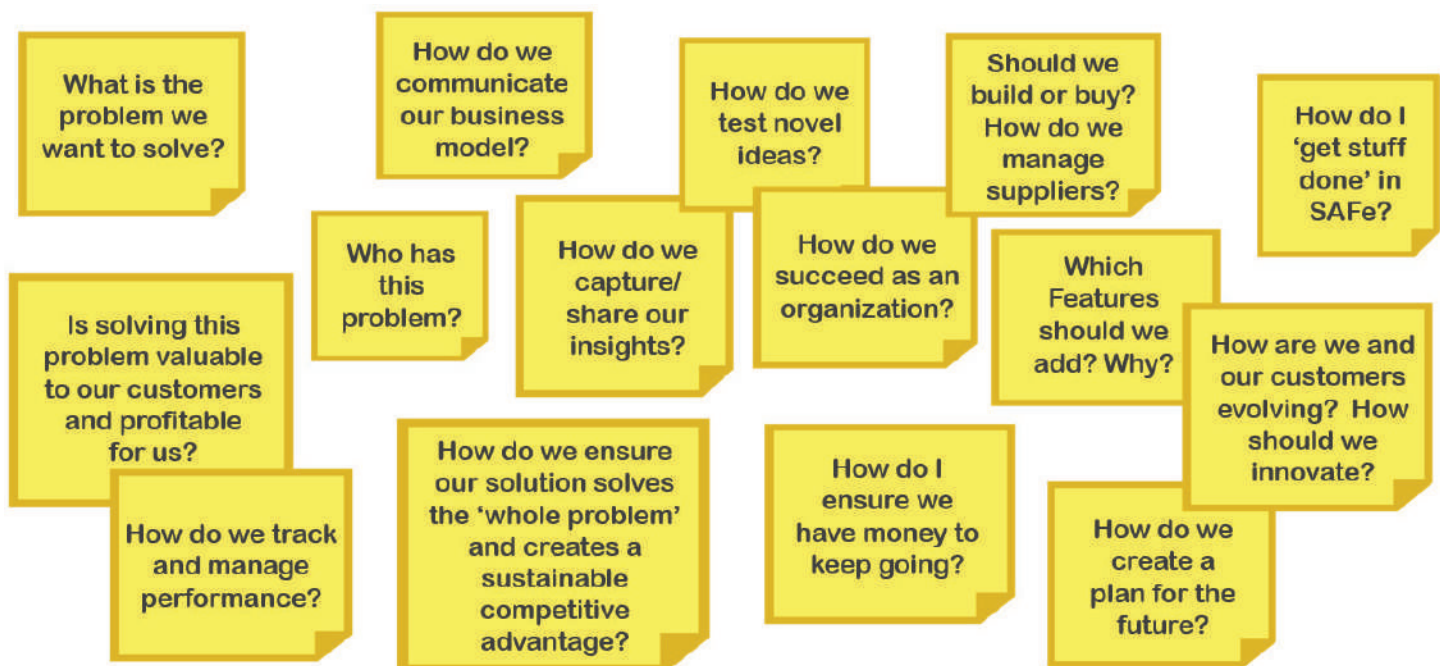 What is the
problem we
want to solve?
How do we
communicate
our business
model?
How do we
test novel
ideas?
Should we
build or buy?
How do we
manage
suppliers?
How do I
‘get stuff
done’ in
SAFe?
Who has
this
problem?
How do we
capture/
share our
insights?
How do we
succeed as an
organization?
Which
Features
should we
add? Why?
Is solving this
problem valuable
to our customers
and profitable
for us?
How are we and
our customers
evolving? How
should we
innovate?
How do we track
and manage
performance?
How do we ensure
our solution solves
the ‘whole problem’
and creates a
sustainable
competitive
advantage?
How do I
ensure we
have money to
keep going?
How do we
create a
plan for the
future?